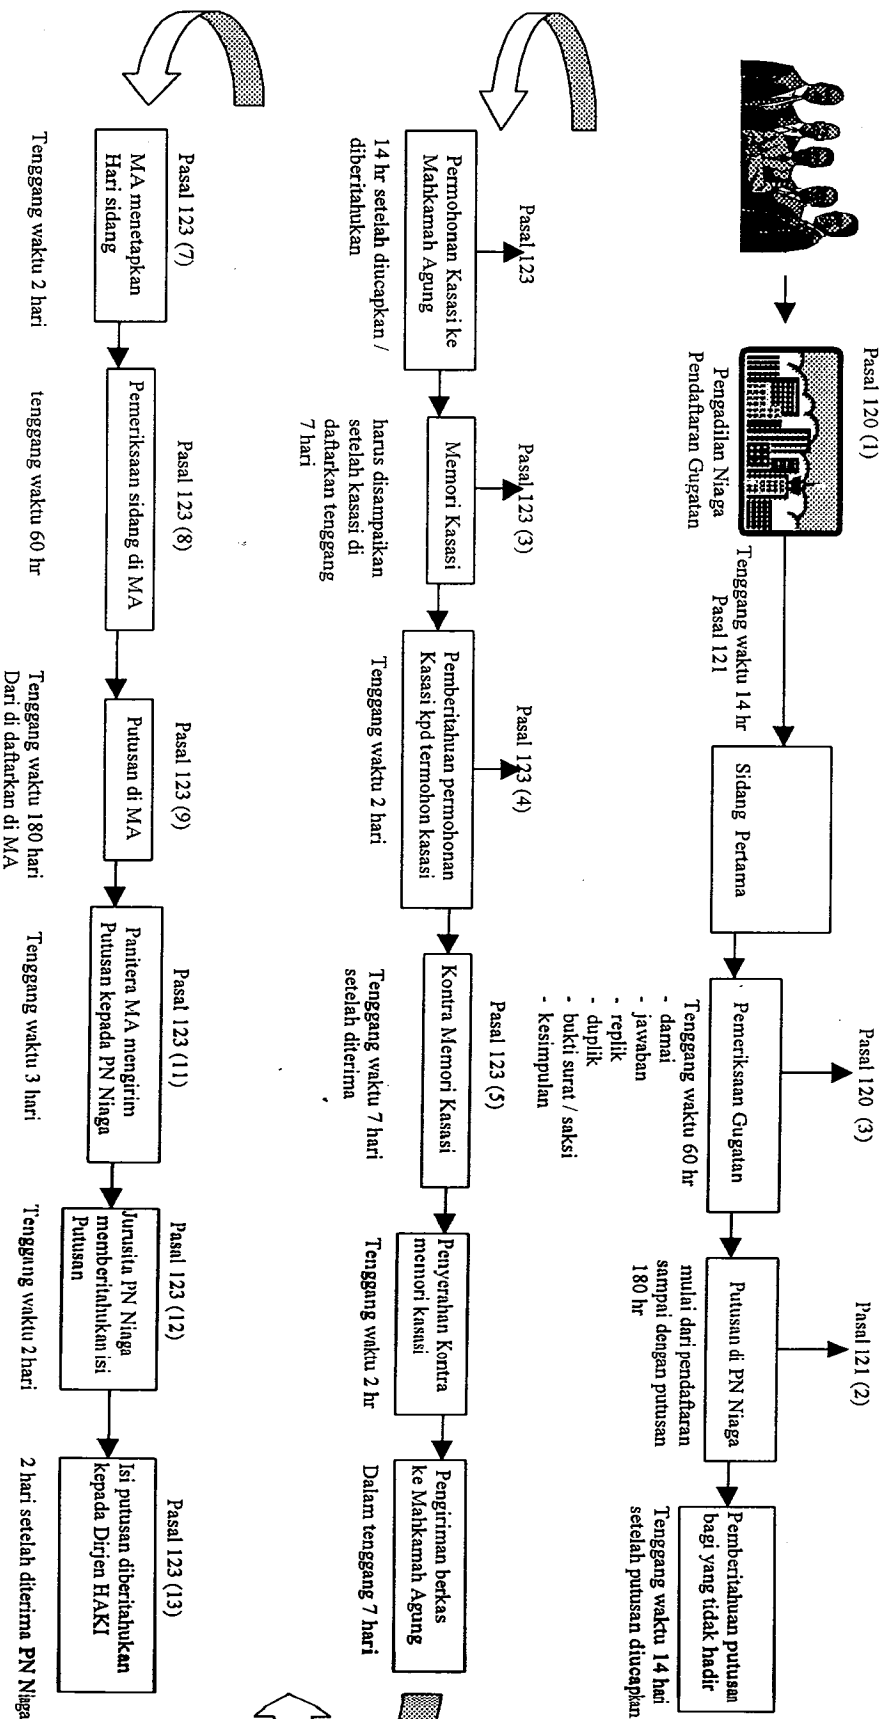 Pasal 120 (1)
Pengadilan Niaga
Pendaftaran Gugatan
Tenggang waktu 14 hr
Pasal 121
Sidang Pertama
Pasal 120 (3)
Pemeriksaan Gugatan
Tenggang waktu 60 hr
- damai
- jawaban
- replik
- duplik
- bukti surat / saksi
- kesimpulan
Pasal 121 (2)
Putusan di PN Niaga
mulai dari pendaftaran
sampai dengan putusan
180 hr
Pemberitahuan putusan
bagi yang tidak hadir
Tenggang waktu 14 hari
setelah putusan diucapkan
Pasal 123
Permohonan Kasasi ke
Mahkamah Agung
14 hr setelah diucapkan /
diberitahukan
Pasal 123 (3)
Memori Kasasi
harus disampaikan
setelah kasasi di
daftarkan tenggang
7 hari
Pasal 123 (4)
Pemberitahuan permohonan
Kasasi kpd termohon kasasi
Tenggang waktu 2 hari
Pasal 123 (5)
Kontra Memori Kasasi
Tenggang waktu 7 hari
setelah diterima
Penyerahan Kontra
memori kasasi
Tenggang waktu 2 hr
Pengiriman berkas
ke Mahkamah Agung
Dalam tenggang 7 hari
Pasal 123 (7)
MA menetapkan
Hari sidang
Tenggang waktu 2 hari
Pasal 123 (8)
Pemeriksaan sidang di MA
tenggang waktu 60 hr
Pasal 123 (9)
Putusan di MA
Tenggang waktu 180 hari
Dari di daftarkan di MA
Pasal 123 (11)
Panitera MA mengirim
Putusan kepada PN Niaga
Tenggang waktu 3 hari
Pasal 123 (12)
Jurusita PN Niaga
memberitahukan isi
Putusan
Tenggang waktu 2 hari
Pasal 123 (13)
Isi putusan diberitahukan
kepada Dirjen HAKI
2 hari setelah diterima PN Niaga